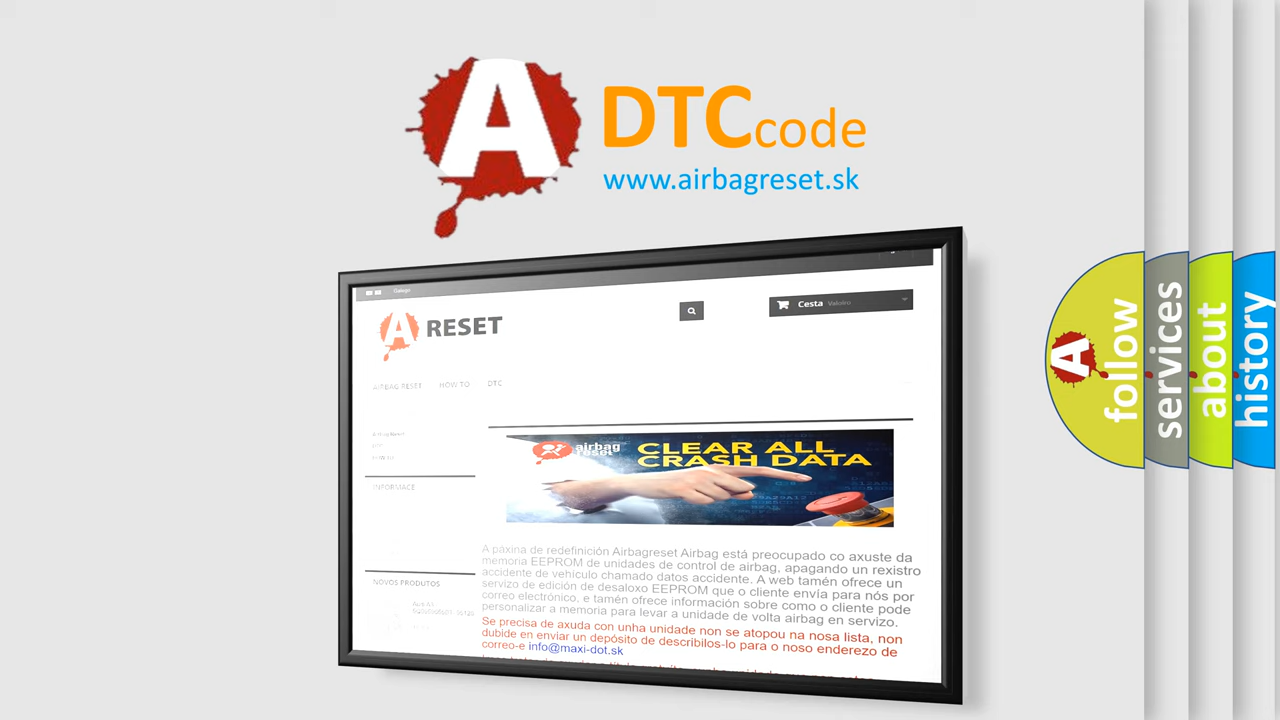 A DTC code
www.airbagreset.sk
Galego
A RESET
Cesta Valeiro
AIRBAG RESET HOW TO DTC
INFORMACE
NOVOS PRODUTOS
airbag
reset
CLEAR ALL
CRASH DATA
A páxina de redefinición Airbagreset Airbag está preocupado co axuste da
memoria EEPROM de unidades de control de airbag, apagando un rexistro
accidente de vehículo chamado datos accidente. A web tamén ofrece un
servizo de edición de desaloxo EEPROM que o cliente envía para nós por
correo electrónico, e tamén ofrece información sobre como o cliente pode
personalizar a memoria para levar a unidade de volta airbag en servizo.
Se precisa de axuda con unha unidade non se atopou na nosa lista, non
dubide en enviar un depósito de describilos-lo para o noso enderezo de
correo-e info@maxi-dot.sk
A follow
services
about
history